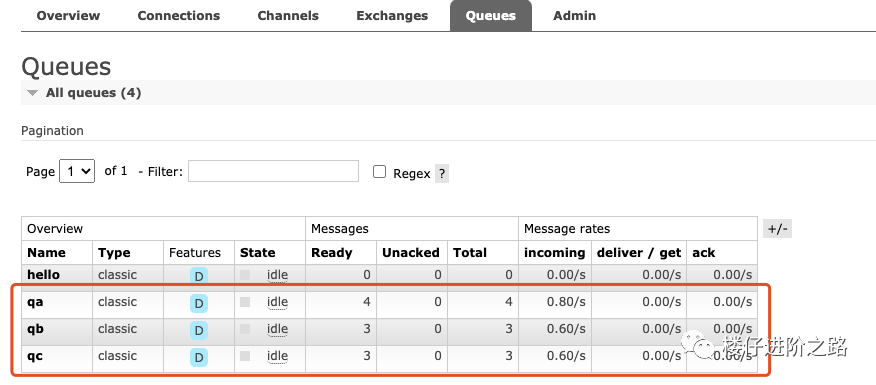 Overview Connections Channels Exchanges Queues Admin
Queues
All queues (4)
Pagination
Page 1 of 1 - Filter: Regex ?
Overview Messages Message rates +/-
Name Type Features State Ready Unacked Total incoming deliver / get ack
hello classic D idle 0 0 0 0.00/s 0.00/s 0.00/s
qa classic D idle 4 0 4 0.80/s 0.00/s 0.00/s
qb classic D idle 3 0 3 0.60/s 0.00/s 0.00/s
qc classic D idle 3 0 3 0.60/s 0.00/s 0.00/s
楼仔进阶之路